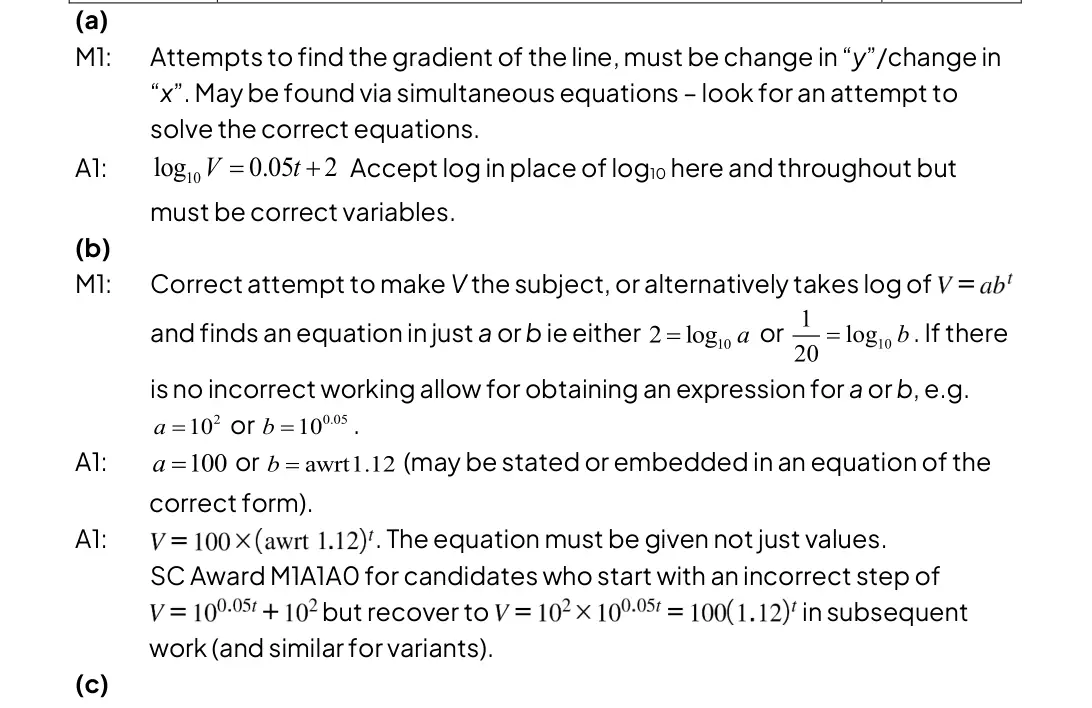 (a)
M1: Attempts to find the gradient of the line, must be change in “y”/change in
“x”. May be found via simultaneous equations – look for an attempt to
solve the correct equations.
A1: log₁₀ V = 0.05t + 2 Accept log in place of log₁₀ here and throughout but
must be correct variables.
(b)
M1: Correct attempt to make V the subject, or alternatively takes log of V = abᵗ
and finds an equation in just a or b ie either 2 = log₁₀ a or 1/20 = log₁₀ b. If there
is no incorrect working allow for obtaining an expression for a or b, e.g.
a = 10² or b = 10^0.05.
A1: a = 100 or b = awrt 1.12 (may be stated or embedded in an equation of the
correct form).
A1: V = 100 × (awrt 1.12)ᵗ. The equation must be given not just values.
SC Award M1A1A0 for candidates who start with an incorrect step of
V = 10^0.05t + 10² but recover to V = 10² × 10^0.05t = 100(1.12)ᵗ in subsequent
work (and similar for variants).
(c)